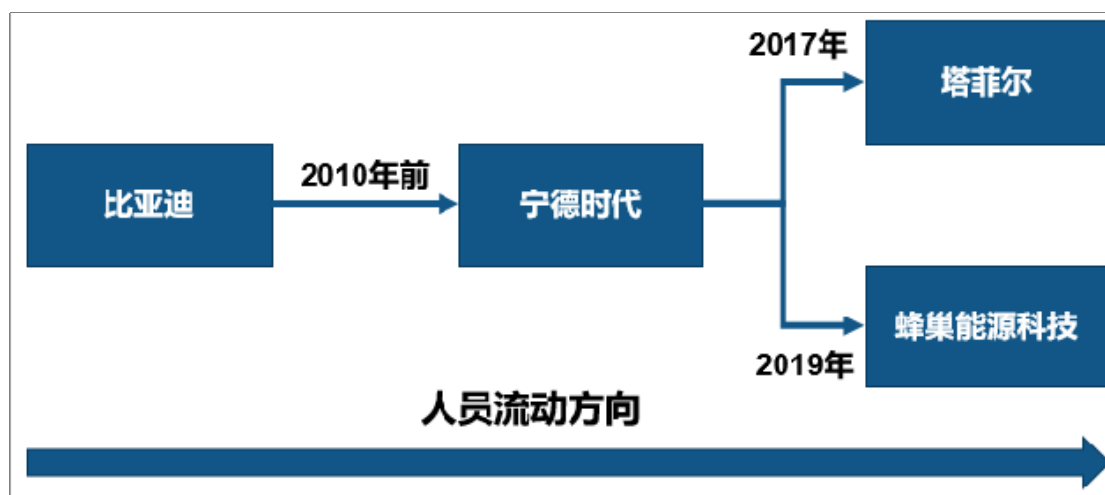 2017年
塔菲尔
比亚迪
2010年前
宁德时代
蜂巢能源科技
2019年
人员流动方向